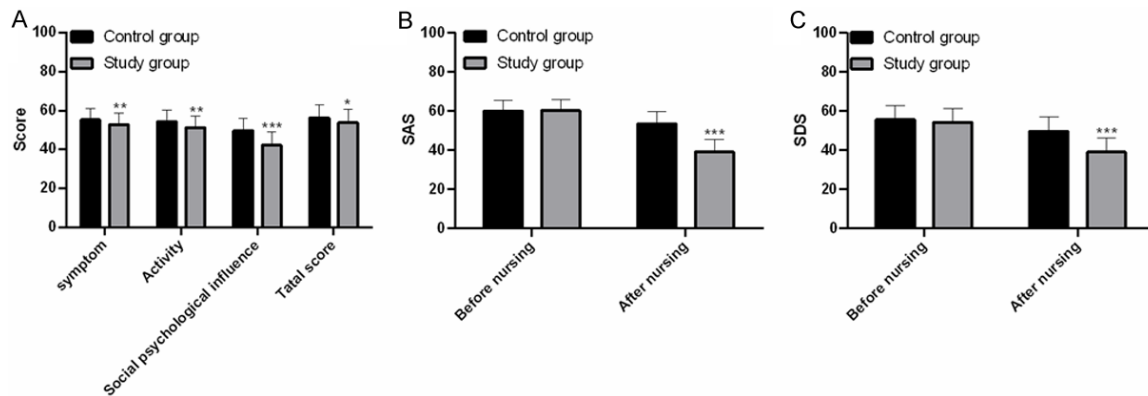 A
100
80
60
40
20
0
Score
Control group
Study group
**
**
***
*
symptom
Activity
Social psychological influence
Tatal score
B
100
80
60
40
20
0
SAS
Control group
Study group
***
Before nursing
After nursing
C
100
80
60
40
20
0
SDS
Control group
Study group
***
Before nursing
After nursing